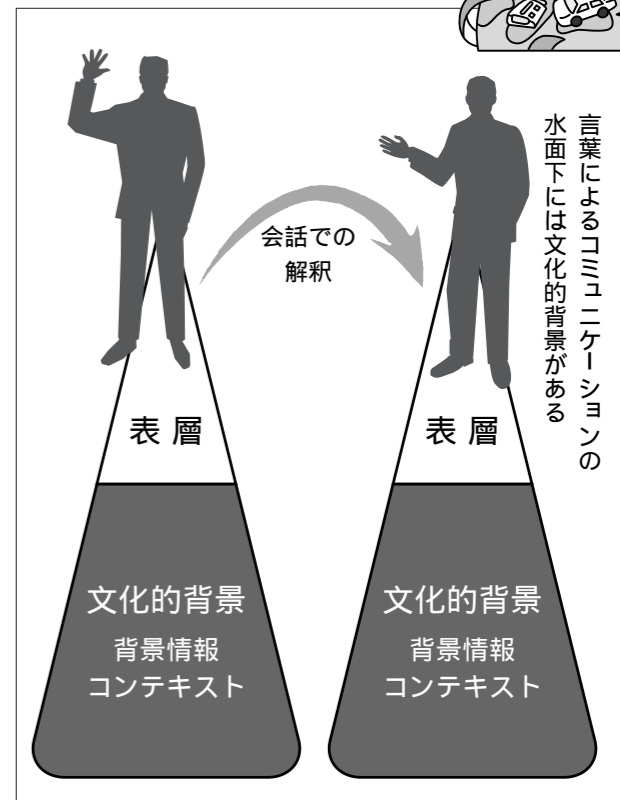 言葉によるコミュニケーションの
水面下には文化的背景がある
会話での
解釈
表層
表層
文化的背景
背景情報
コンテキスト
文化的背景
背景情報
コンテキスト